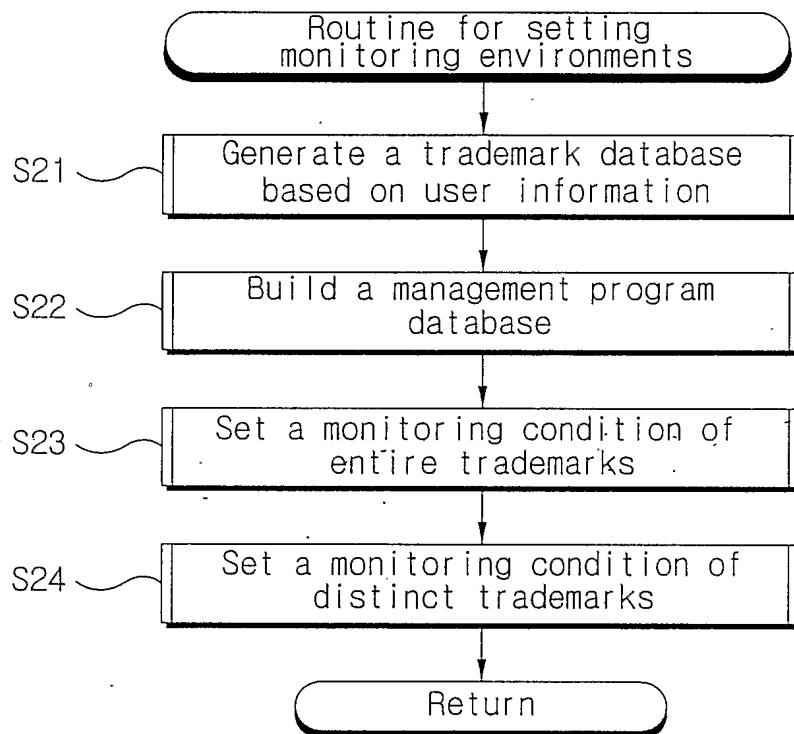 Routine for setting
monitoring environments
S21
Generate a trademark database
based on user information
S22
Build a management program
database
S23
Set a monitoring condition of
entire trademarks
S24
Set a monitoring condition of
distinct trademarks
Return